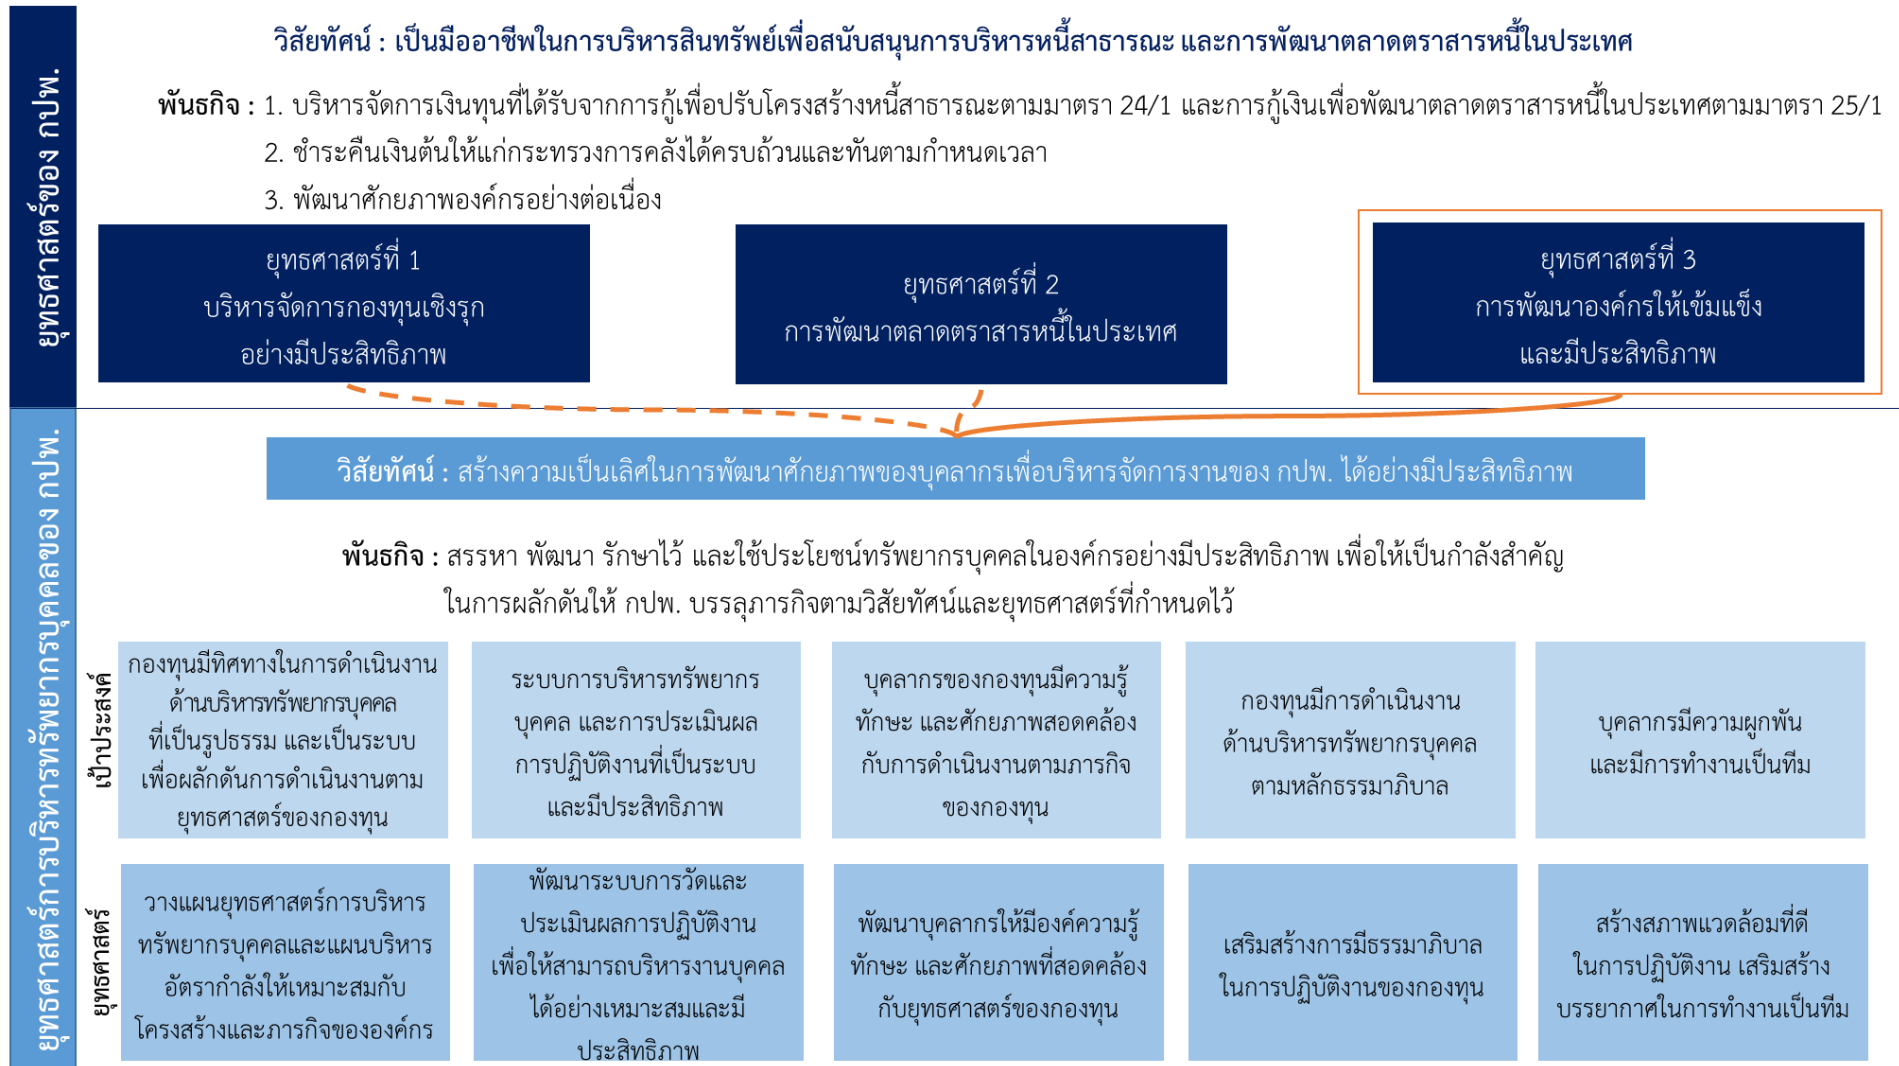 ยุทธศาสตร์ของ กปพ.
วิสัยทัศน์ : เป็นมืออาชีพในการบริหารสินทรัพย์เพื่อสนับสนุนการบริหารหนี้สาธารณะ และการพัฒนาตลาดตราสารหนี้ในประเทศ
พันธกิจ : 1. บริหารจัดการเงินทุนที่ได้รับจากการกู้เพื่อปรับโครงสร้างหนี้สาธารณะตามมาตรา 24/1 และการกู้เงินเพื่อพัฒนาตลาดตราสารหนี้ในประเทศตามมาตรา 25/1
2. ชำระคืนเงินต้นให้แก่กระทรวงการคลังได้ครบถ้วนและทันตามกำหนดเวลา
3. พัฒนาศักยภาพองค์กรอย่างต่อเนื่อง
ยุทธศาสตร์ที่ 1
บริหารจัดการกองทุนเชิงรุก
อย่างมีประสิทธิภาพ
ยุทธศาสตร์ที่ 2
การพัฒนาตลาดตราสารหนี้ในประเทศ
ยุทธศาสตร์ที่ 3
การพัฒนาองค์กรให้เข้มแข็ง
และมีประสิทธิภาพ
ยุทธศาสตร์การบริหารทรัพยากรบุคคลของ กปพ.
วิสัยทัศน์ : สร้างความเป็นเลิศในการพัฒนาศักยภาพของบุคลากรเพื่อบริหารจัดการงานของ กปพ. ได้อย่างมีประสิทธิภาพ
พันธกิจ : สรรหา พัฒนา รักษาไว้ และใช้ประโยชน์ทรัพยากรบุคคลในองค์กรอย่างมีประสิทธิภาพ เพื่อให้เป็นกำลังสำคัญ
ในการผลักดันให้ กปพ. บรรลุภารกิจตามวิสัยทัศน์และยุทธศาสตร์ที่กำหนดไว้
เป้าประสงค์
กองทุนมีทิศทางในการดำเนินงาน
ด้านบริหารทรัพยากรบุคคล
ที่เป็นรูปธรรม และเป็นระบบ
เพื่อผลักดันการดำเนินงานตาม
ยุทธศาสตร์ของกองทุน
ระบบการบริหารทรัพยากร
บุคคล และการประเมินผล
การปฏิบัติงานที่เป็นระบบ
และมีประสิทธิภาพ
บุคลากรของกองทุนมีความรู้
ทักษะ และศักยภาพสอดคล้อง
กับการดำเนินงานตามภารกิจ
ของกองทุน
กองทุนมีการดำเนินงาน
ด้านบริหารทรัพยากรบุคคล
ตามหลักธรรมาภิบาล
บุคลากรมีความผูกพัน
และมีการทำงานเป็นทีม
ยุทธศาสตร์
วางแผนยุทธศาสตร์การบริหาร
ทรัพยากรบุคคลและแผนบริหาร
อัตรากำลังให้เหมาะสมกับ
โครงสร้างและภารกิจขององค์กร
พัฒนาระบบการวัดและ
ประเมินผลการปฏิบัติงาน
เพื่อให้สามารถบริหารงานบุคคล
ได้อย่างเหมาะสมและมี
ประสิทธิภาพ
พัฒนาบุคลากรให้มีองค์ความรู้
ทักษะ และศักยภาพที่สอดคล้อง
กับยุทธศาสตร์ของกองทุน
เสริมสร้างการมีธรรมาภิบาล
ในการปฏิบัติงานของกองทุน
สร้างสภาพแวดล้อมที่ดี
ในการปฏิบัติงาน เสริมสร้าง
บรรยากาศในการทำงานเป็นทีม